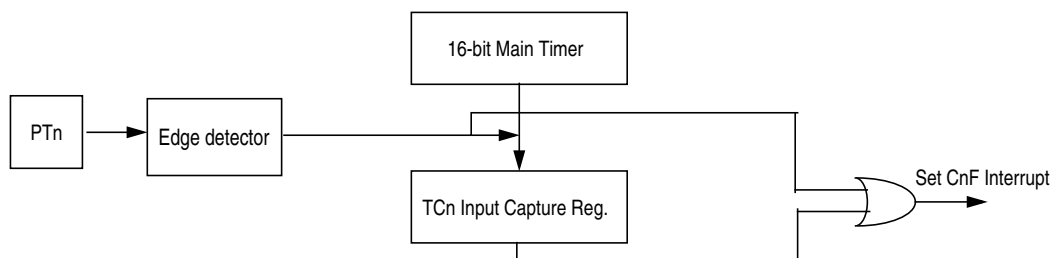 16-bit Main Timer
PTn
Edge detector
TCn Input Capture Reg.
Set CnF Interrupt